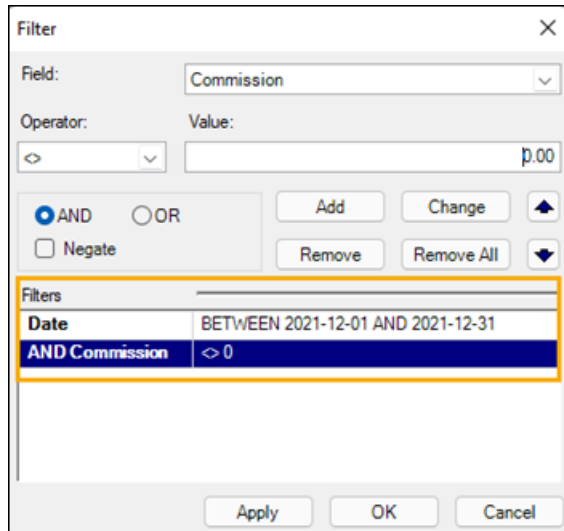 Filter
Field:
Commission
Operator:
Value:
<>
0.00
AND
OR
Add
Change
Negate
Remove
Remove All
Filters
Date
BETWEEN 2021-12-01 AND 2021-12-31
AND Commission
<> 0
Apply
OK
Cancel